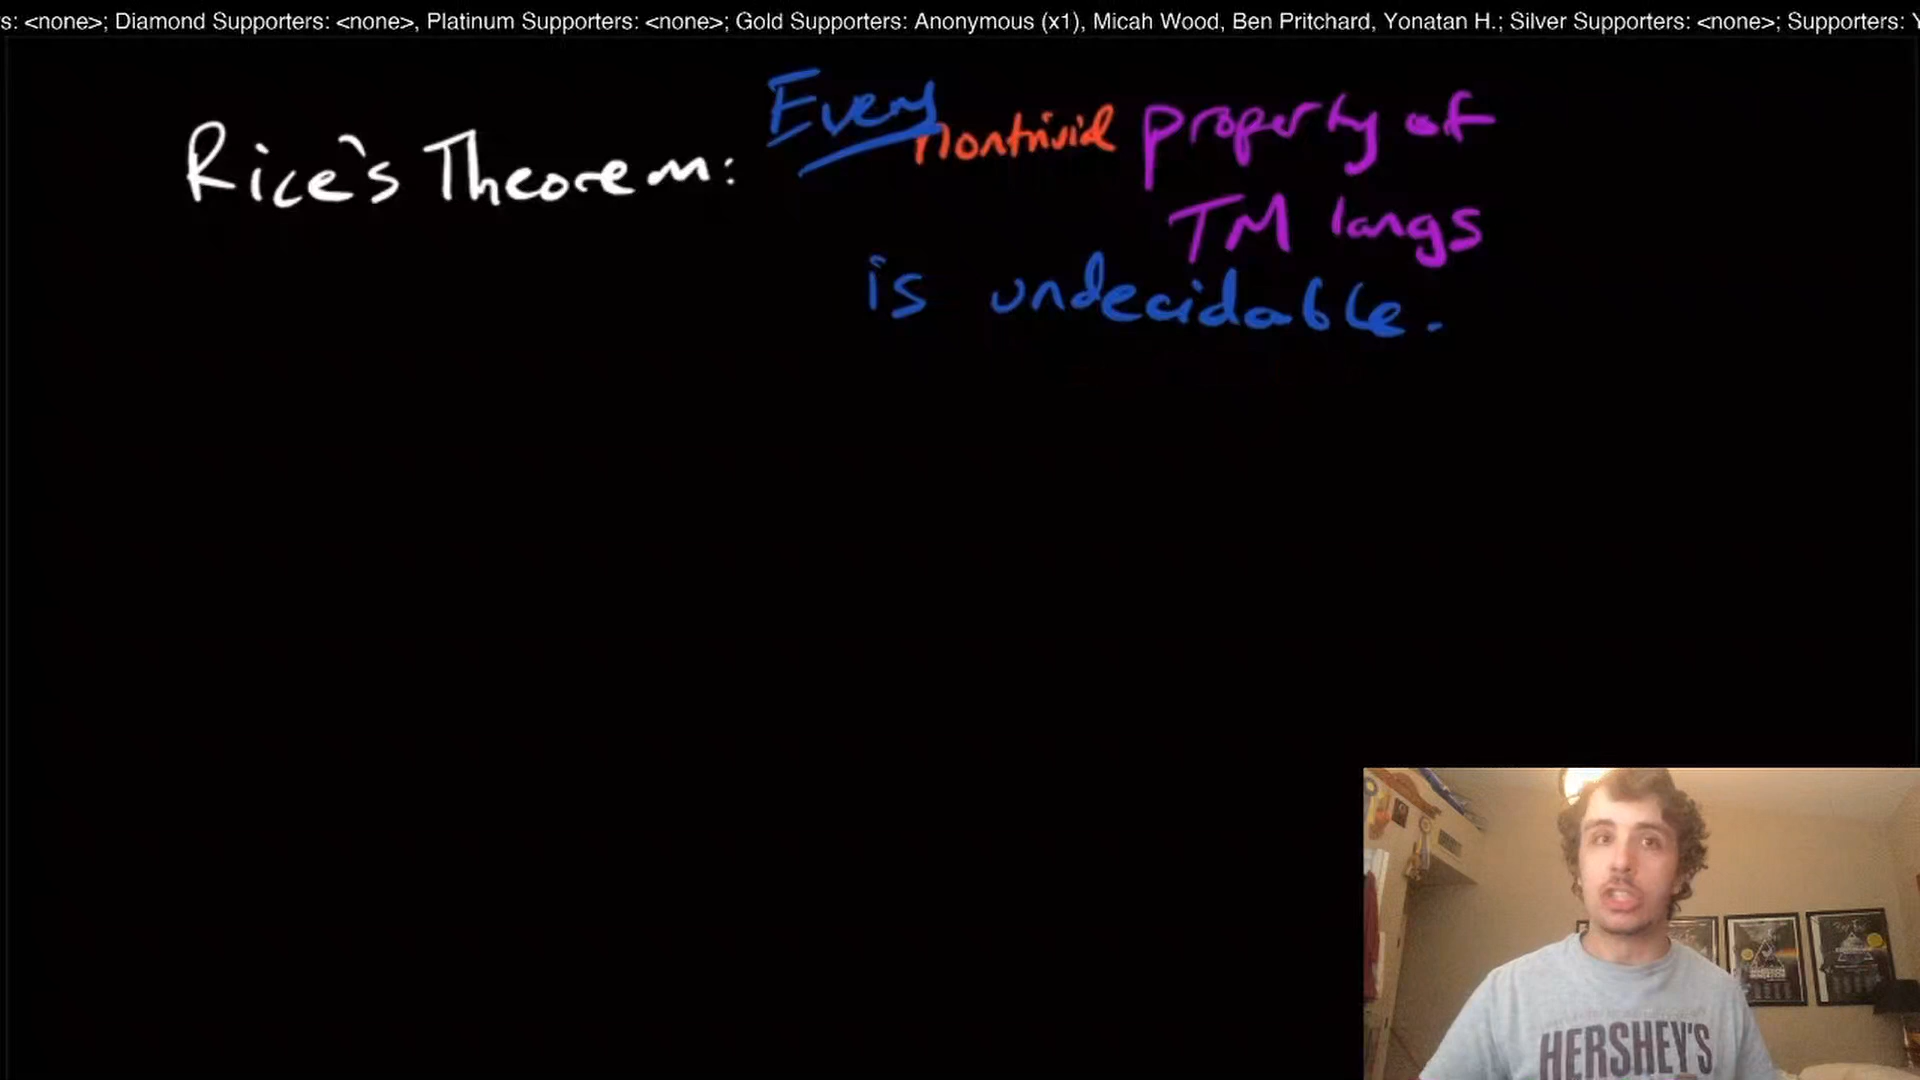 s: <none>; Diamond Supporters: <none>, Platinum Supporters: <none>; Gold Supporters: Anonymous (x1), Micah Wood, Ben Pritchard, Yonatan H.; Silver Supporters: <none>; Supporters: Y
Rice's Theorem: Every nontrivial property of
TM langs
is undecidable.
HERSHEY'S